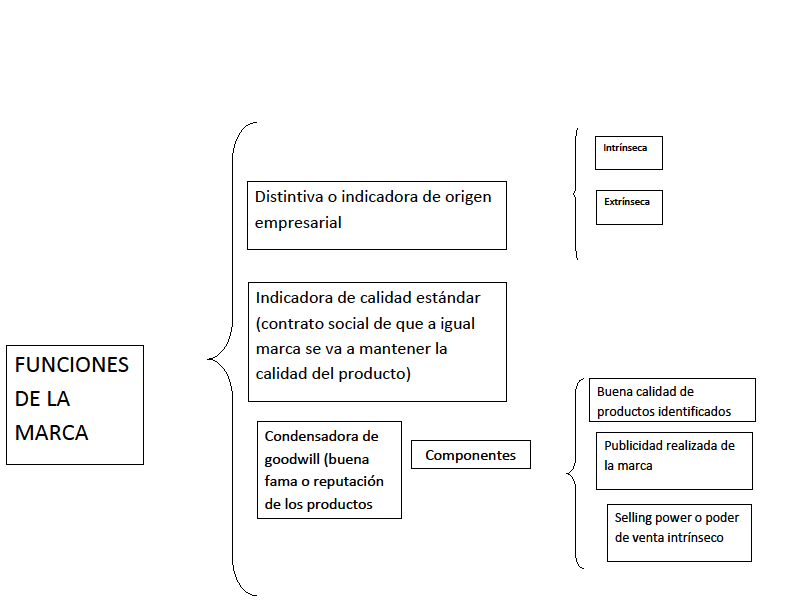 FUNCIONES
DE LA
MARCA
Distintiva o indicadora de origen
empresarial
Intrínseca
Extrínseca
Indicadora de calidad estándar
(contrato social de que a igual
marca se va a mantener la
calidad del producto)
Condensadora de
goodwill (buena
fama o reputación
de los productos
Componentes
Buena calidad de
productos identificados
Publicidad realizada de
la marca
Selling power o poder
de venta intrínseco